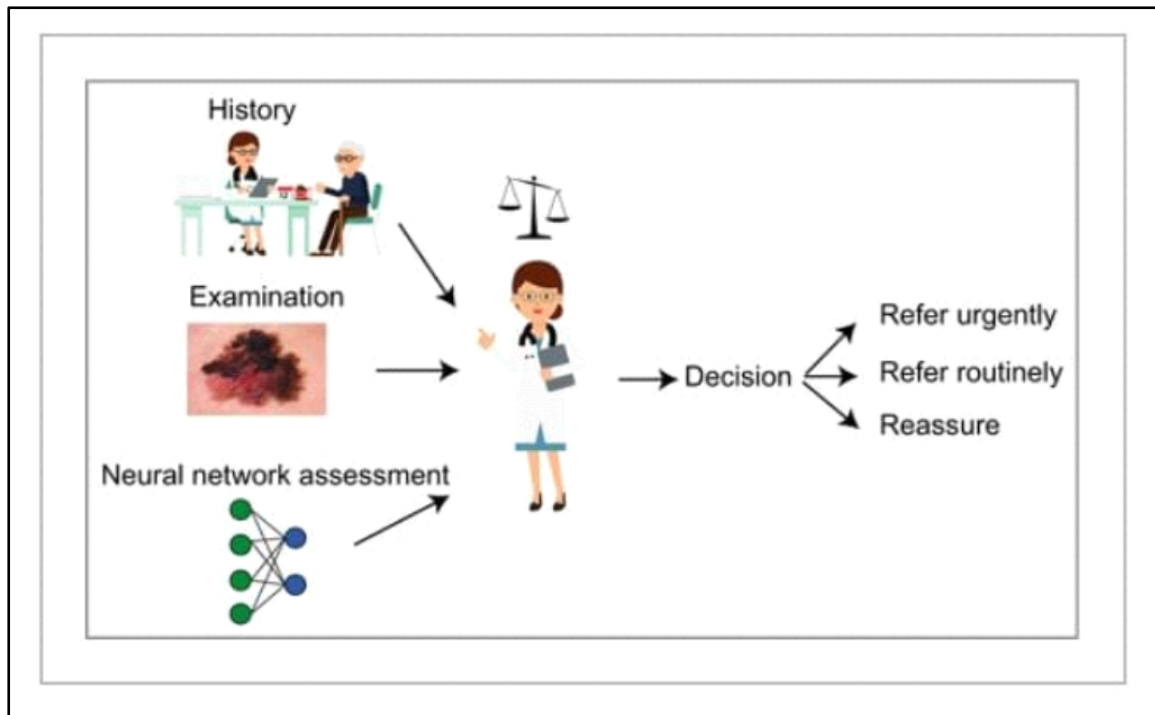 History
Examination
Neural network assessment
Decision
Refer urgently
Refer routinely
Reassure